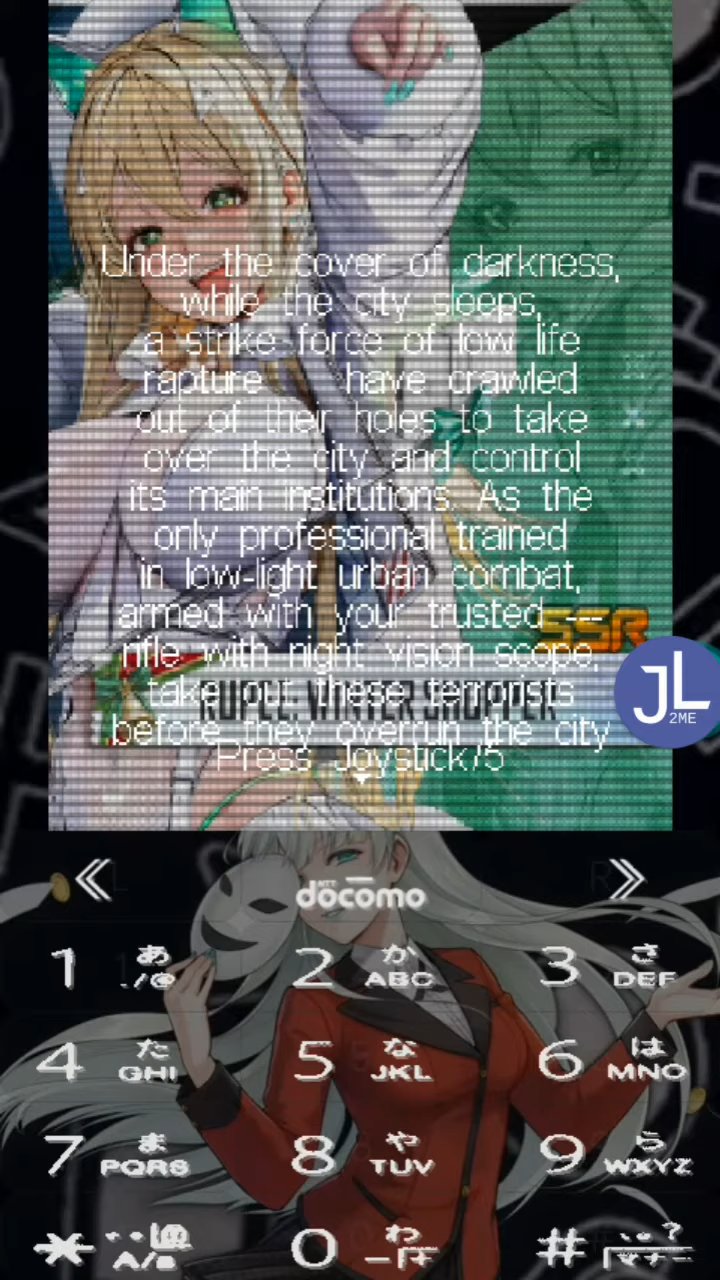 Under the cover of darkness,
while the city sleeps,
a strike force of low life
rapture have crawled
out of their holes to take
over the city and control
its main institutions. As the
only professional trained
in low-light urban combat,
armed with your trusted ---
rifle with night vision scope,
SSR
take out these terrorists
RUPEE: WINTER SHOPPER
before they overrun the city
Press Joystick/5
JL
2ME
L
R
NTT
docomo
1 あ ./@
2 か ABC
3 さ DEF
4 た GHI
5 な JKL
6 は MNO
7 ま PQRS
8 や TUV
9 ら WXYZ
0 わ
#